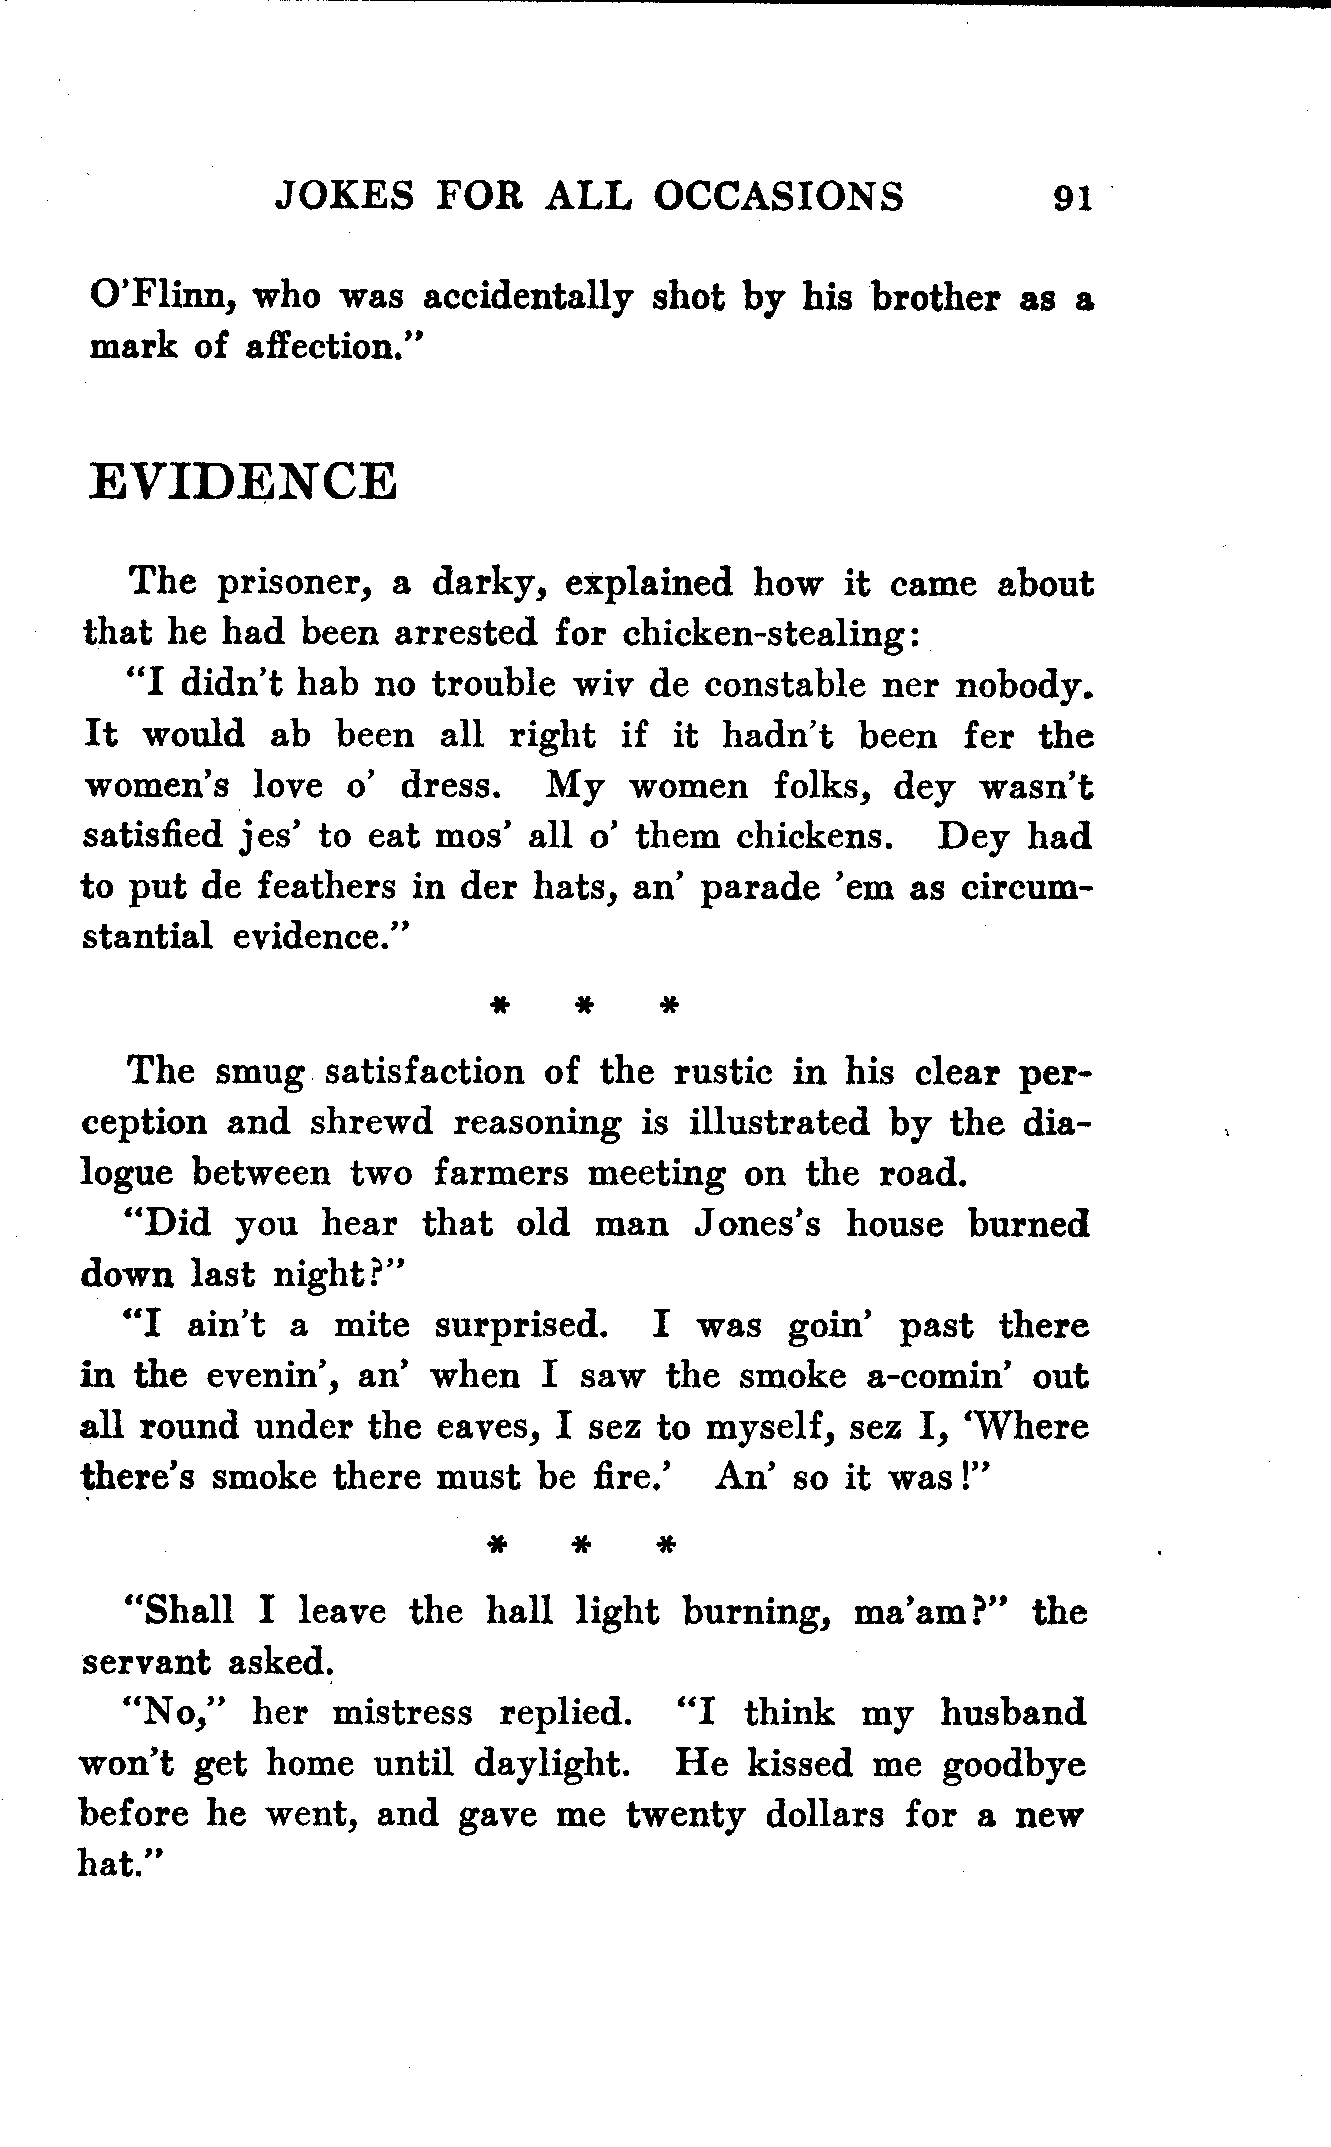 JOKES FOR ALL OCCASIONS 91
O'Flinn, who was accidentally shot by his brother as a
mark of affection."
EVIDENCE
The prisoner, a darky, explained how it came about
that he had been arrested for chicken-stealing:
"I didn't hab no trouble wiv de constable ner nobody.
It would ab been all right if it hadn't been fer the
women's love o' dress. My women folks, dey wasn't
satisfied jes' to eat mos' all o' them chickens. Dey had
to put de feathers in der hats, an' parade 'em as circum-
stantial evidence."
* * *
The smug satisfaction of the rustic in his clear per-
ception and shrewd reasoning is illustrated by the dia-
logue between two farmers meeting on the road.
"Did you hear that old man Jones's house burned
down last night?"
"I ain't a mite surprised. I was goin' past there
in the evenin', an' when I saw the smoke a-comin' out
all round under the eaves, I sez to myself, sez I, 'Where
there's smoke there must be fire.' An' so it was!"
* * *
"Shall I leave the hall light burning, ma'am?" the
servant asked.
"No," her mistress replied. "I think my husband
won't get home until daylight. He kissed me goodbye
before he went, and gave me twenty dollars for a new
hat."